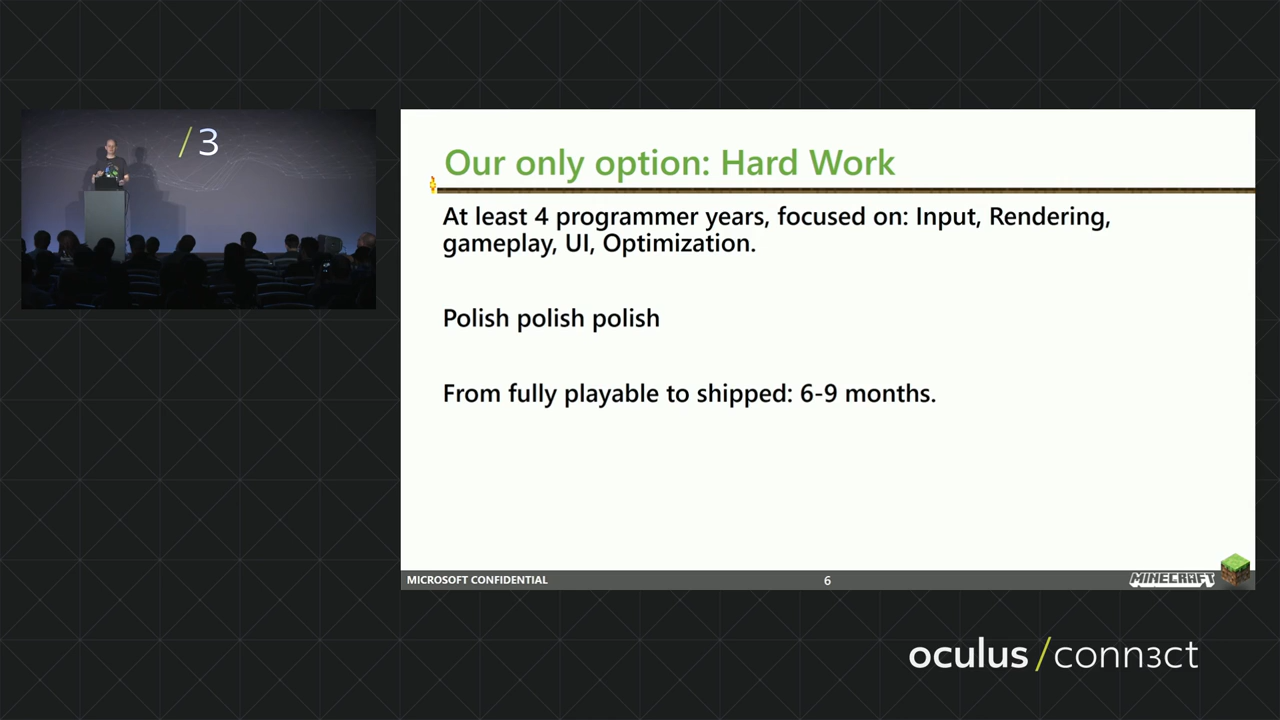 /3
Our only option: Hard Work
At least 4 programmer years, focused on: Input, Rendering,
gameplay, UI, Optimization.
Polish polish polish
From fully playable to shipped: 6-9 months.
MICROSOFT CONFIDENTIAL
6
MINECRAFT
oculus/conn3ct